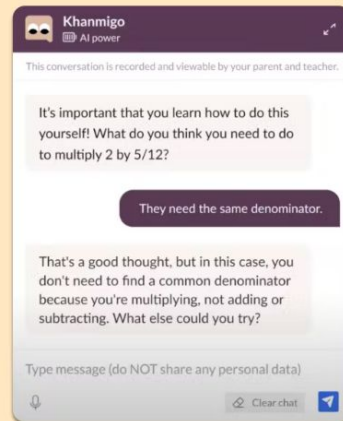 Khanmigo
AI power
This conversation is recorded and viewable by your parent and teacher.
It's important that you learn how to do this
yourself! What do you think you need to do
to multiply 2 by 5/12?
They need the same denominator.
That's a good thought, but in this case, you
don't need to find a common denominator
because you're multiplying, not adding or
subtracting. What else could you try?
Type message (do NOT share any personal data)
Clear chat